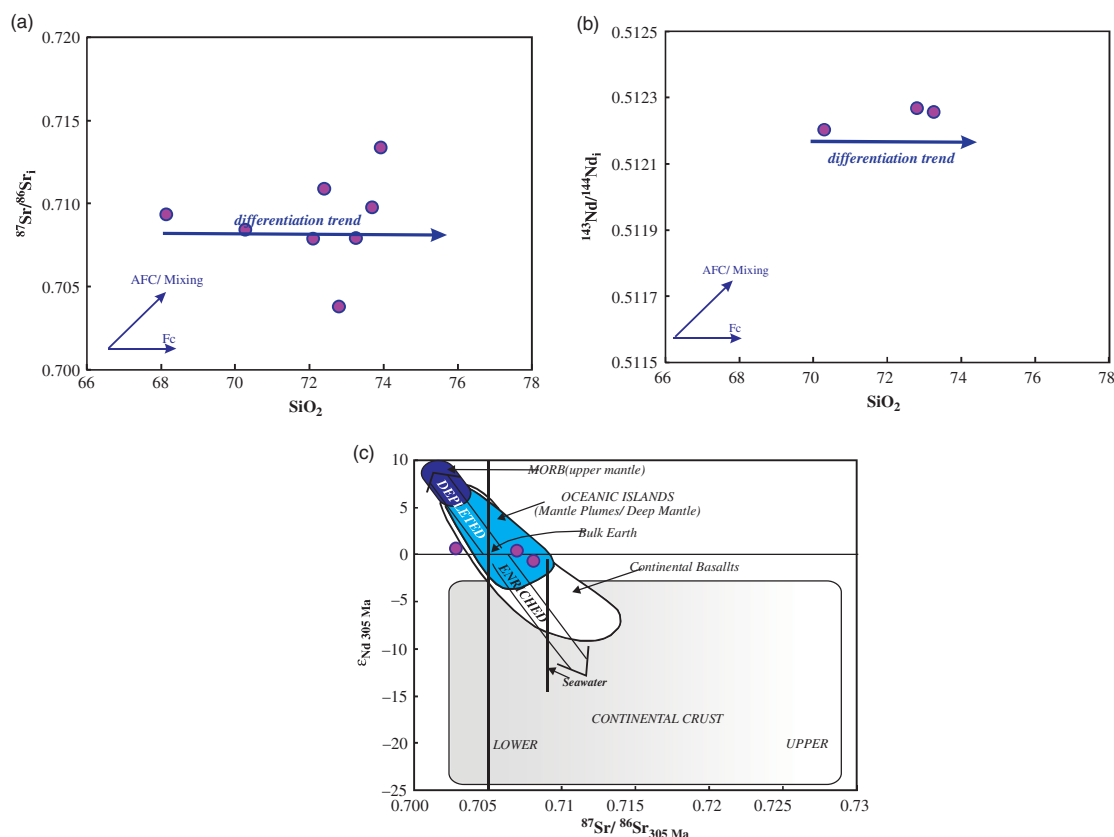 (a)
0.720
0.715
0.710
0.705
0.700
87Sr/86Sri
differentiation trend
AFC/ Mixing
Fc
66
68
70
72
74
76
78
SiO2
(b)
0.5125
0.5123
0.5121
0.5119
0.5117
0.5115
143Nd/144Ndi
differentiation trend
AFC/ Mixing
Fc
66
68
70
72
74
76
78
SiO2
(c)
10
5
0
−5
−10
−15
−20
−25
εNd 305 Ma
MORB(upper mantle)
OCEANIC ISLANDS
(Mantle Plumes/ Deep Mantle)
Bulk Earth
Continental Basallts
DEPLETED
ENRICHED
Seawater
CONTINENTAL CRUST
LOWER
UPPER
0.700
0.705
0.71
0.715
0.72
0.725
0.73
87Sr/ 86Sr305 Ma